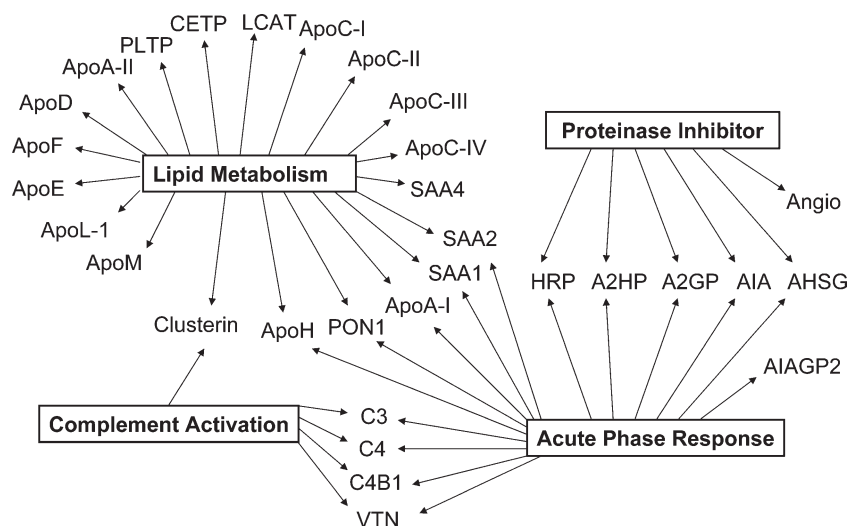 CETP
LCAT
ApoC-I
PLTP
ApoA-II
ApoC-II
ApoD
ApoC-III
ApoF
ApoC-IV
Lipid Metabolism
Proteinase Inhibitor
ApoE
SAA4
Angio
ApoL-1
ApoM
SAA2
SAA1
HRP
A2HP
A2GP
AIA
AHSG
ApoA-I
Clusterin
ApoH
PON1
AIAGP2
Complement Activation
C3
Acute Phase Response
C4
C4B1
VTN